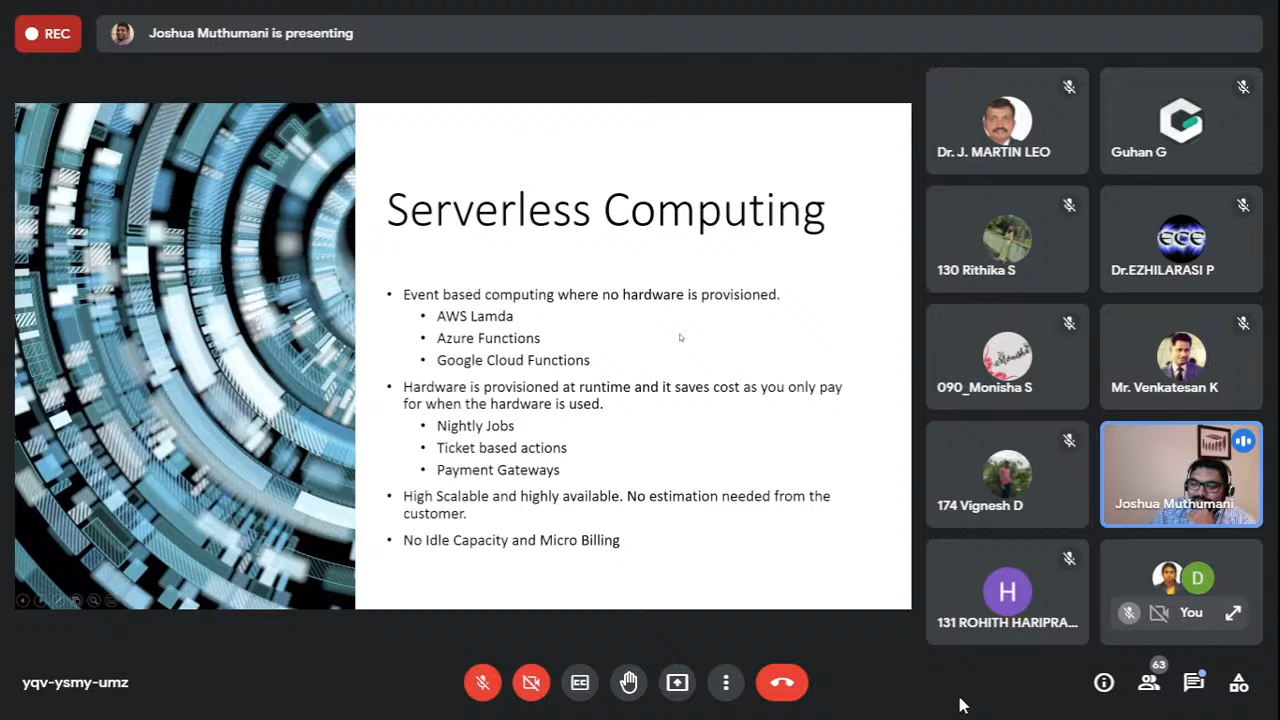 REC
Joshua Muthumani is presenting
Serverless Computing
• Event based computing where no hardware is provisioned.
• AWS Lamda
• Azure Functions
• Google Cloud Functions
• Hardware is provisioned at runtime and it saves cost as you only pay
for when the hardware is used.
• Nightly Jobs
• Ticket based actions
• Payment Gateways
• High Scalable and highly available. No estimation needed from the
customer.
• No Idle Capacity and Micro Billing
Dr. J. MARTIN LEO
Guhan G
130 Rithika S
ECE
Dr.EZHILARASI P
Monisha
090_Monisha S
Mr. Venkatesan K
174 Vignesh D
Joshua Muthumani
H
131 ROHITH HARIPRA...
D
You
yqv-ysmy-umz
CC
63